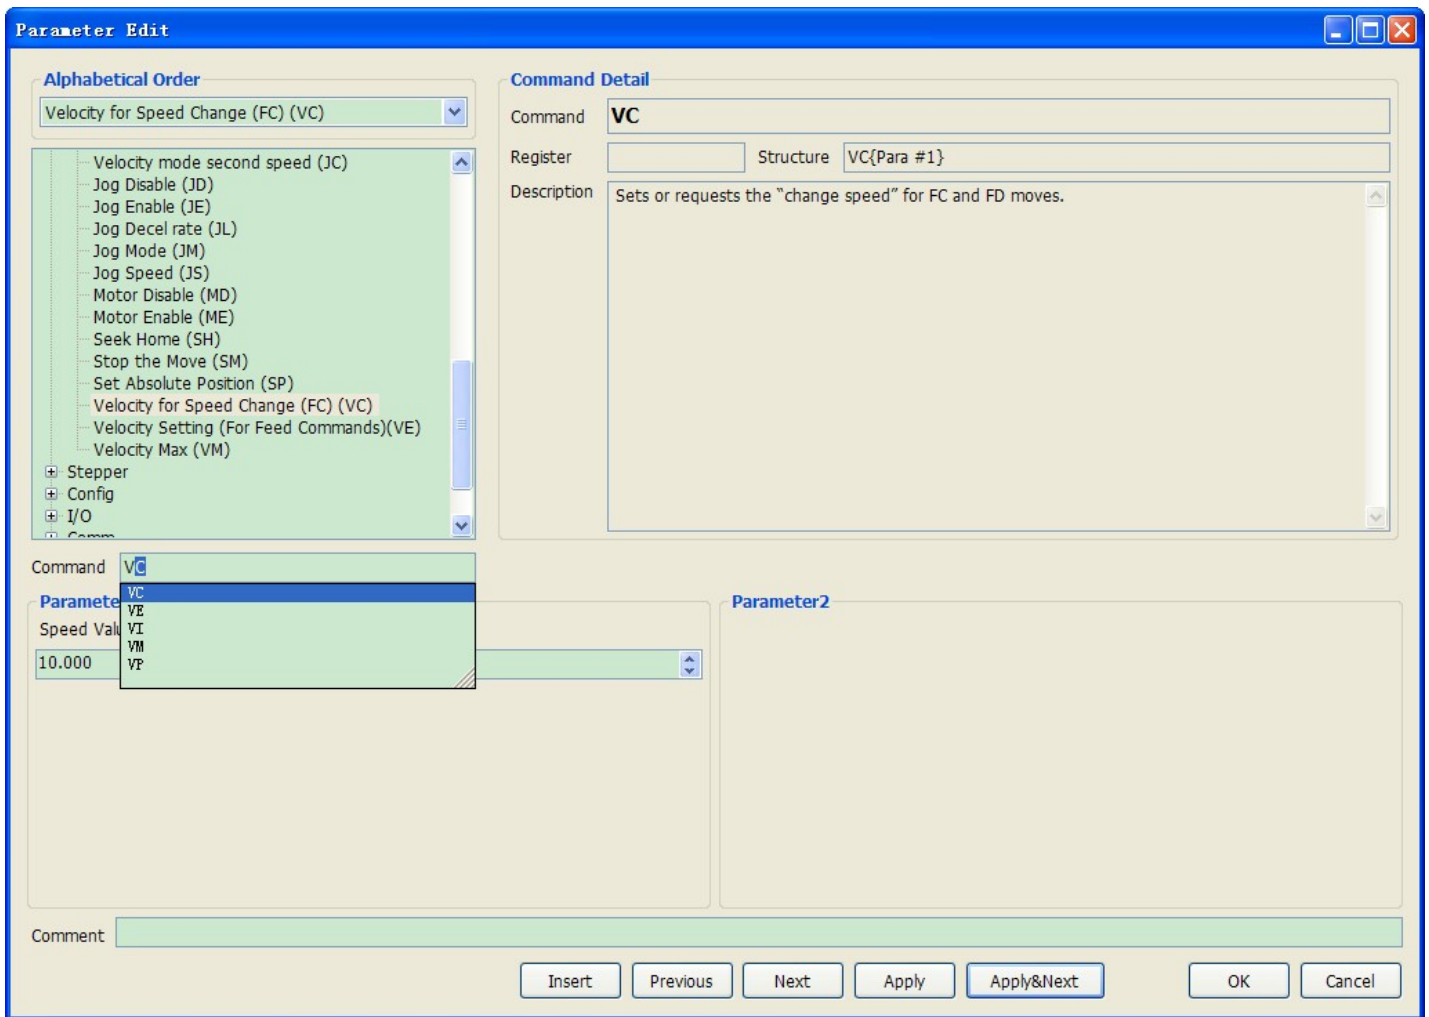 Parameter Edit
Alphabetical Order
Velocity for Speed Change (FC) (VC)
Velocity mode second speed (JC)
Jog Disable (JD)
Jog Enable (JE)
Jog Decel rate (JL)
Jog Mode (JM)
Jog Speed (JS)
Motor Disable (MD)
Motor Enable (ME)
Seek Home (SH)
Stop the Move (SM)
Set Absolute Position (SP)
Velocity for Speed Change (FC) (VC)
Velocity Setting (For Feed Commands)(VE)
Velocity Max (VM)
Stepper
Config
I/O
Comm
Command Detail
Command VC
Register Structure VC{Para #1}
Description Sets or requests the “change speed” for FC and FD moves.
Command VC
VC
VE
VI
VM
VP
Paramete
Speed Valu
10.000
Parameter2
Comment
Insert Previous Next Apply Apply&Next OK Cancel